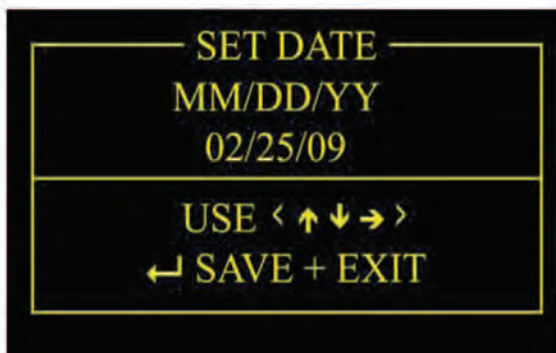 SET DATE
MM/DD/YY
02/25/09
USE < ↑ ↓ → >
↵ SAVE + EXIT